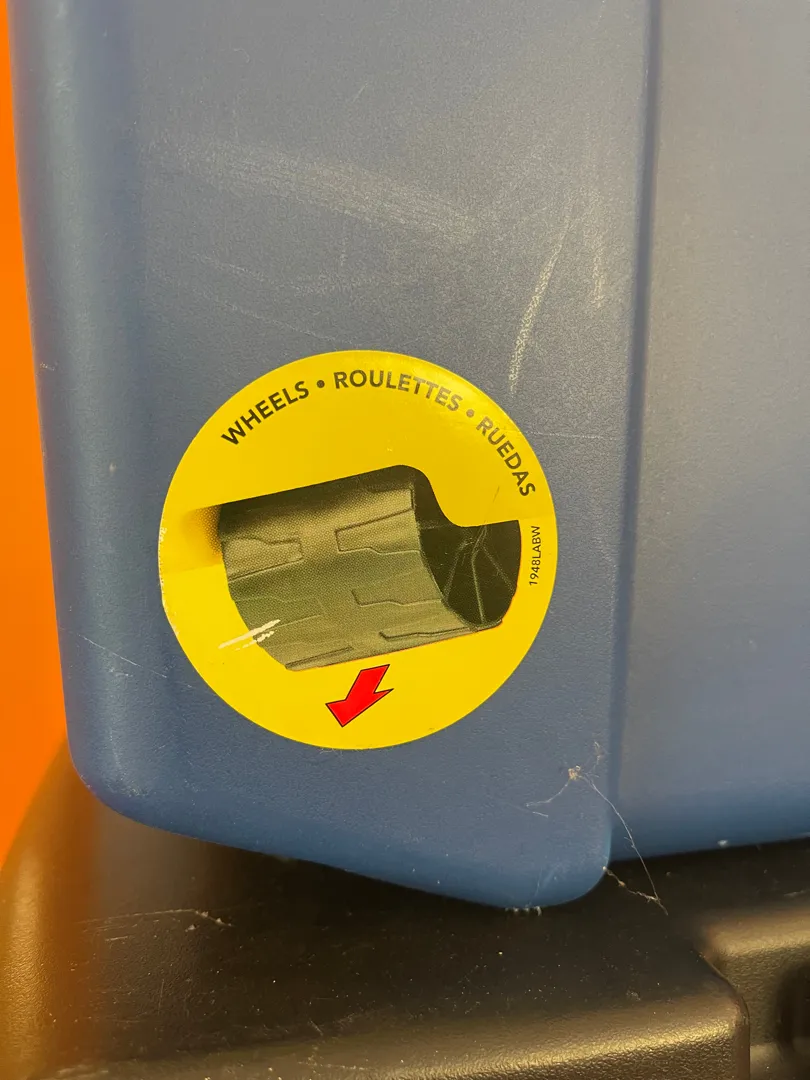 WHEELS • ROULETTES • RUEDAS
1948LABW